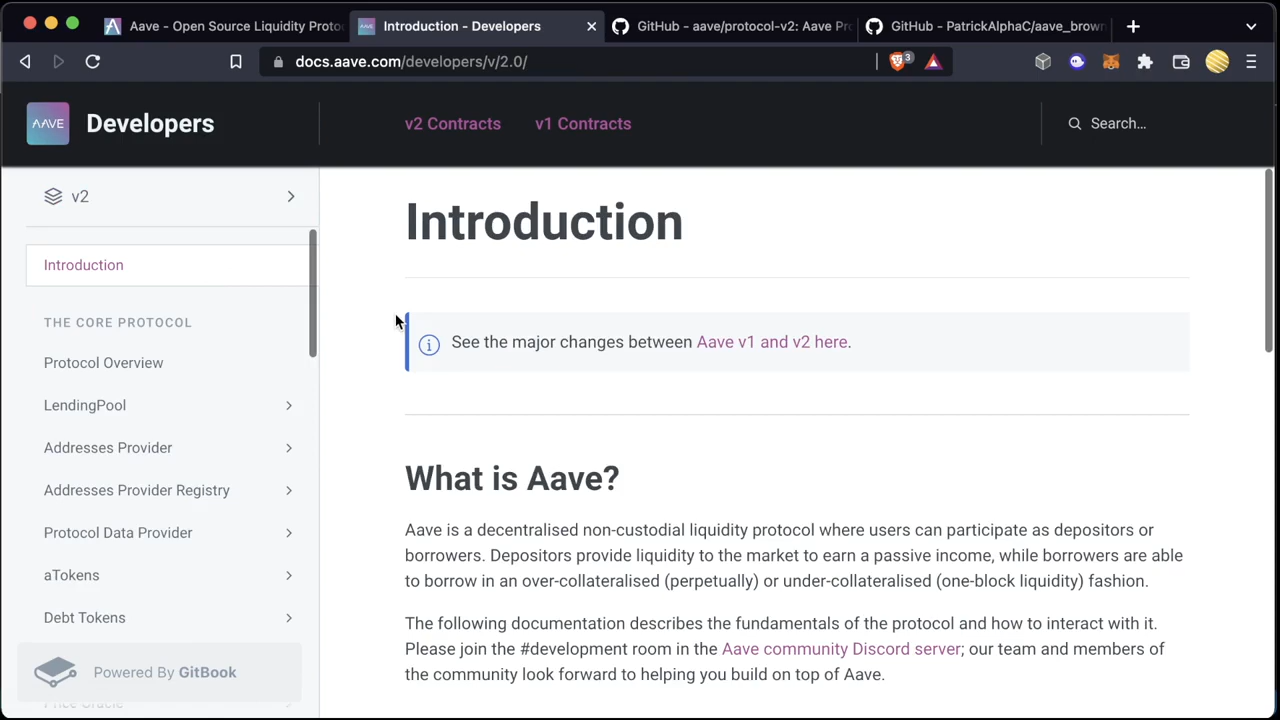 Aave - Open Source Liquidity Proto
Introduction - Developers
GitHub - aave/protocol-v2: Aave Pr
GitHub - PatrickAlphaC/aave_brown
docs.aave.com/developers/v/2.0/
3
AAVE
Developers
v2 Contracts
v1 Contracts
Search...
v2
Introduction
THE CORE PROTOCOL
Protocol Overview
LendingPool
Addresses Provider
Addresses Provider Registry
Protocol Data Provider
aTokens
Debt Tokens
Powered By GitBook
Price Oracle
Introduction
See the major changes between Aave v1 and v2 here.
What is Aave?
Aave is a decentralised non-custodial liquidity protocol where users can participate as depositors or
borrowers. Depositors provide liquidity to the market to earn a passive income, while borrowers are able
to borrow in an over-collateralised (perpetually) or under-collateralised (one-block liquidity) fashion.
The following documentation describes the fundamentals of the protocol and how to interact with it.
Please join the #development room in the Aave community Discord server; our team and members of
the community look forward to helping you build on top of Aave.